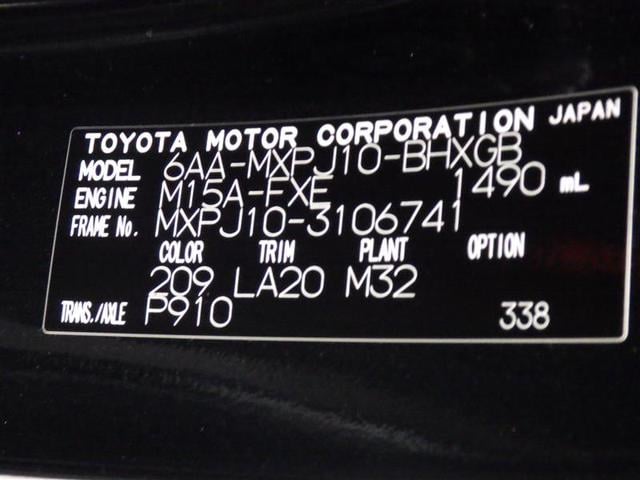 TOYOTA MOTOR CORPORATION JAPAN
MODEL 6AA-MXPJ10-BHXGB
ENGINE M15A-FXE 1490 mL
FRAME No. MXPJ10-3106741
COLOR TRIM PLANT OPTION
209 LA20 M32
TRANS./AXLE P910 338